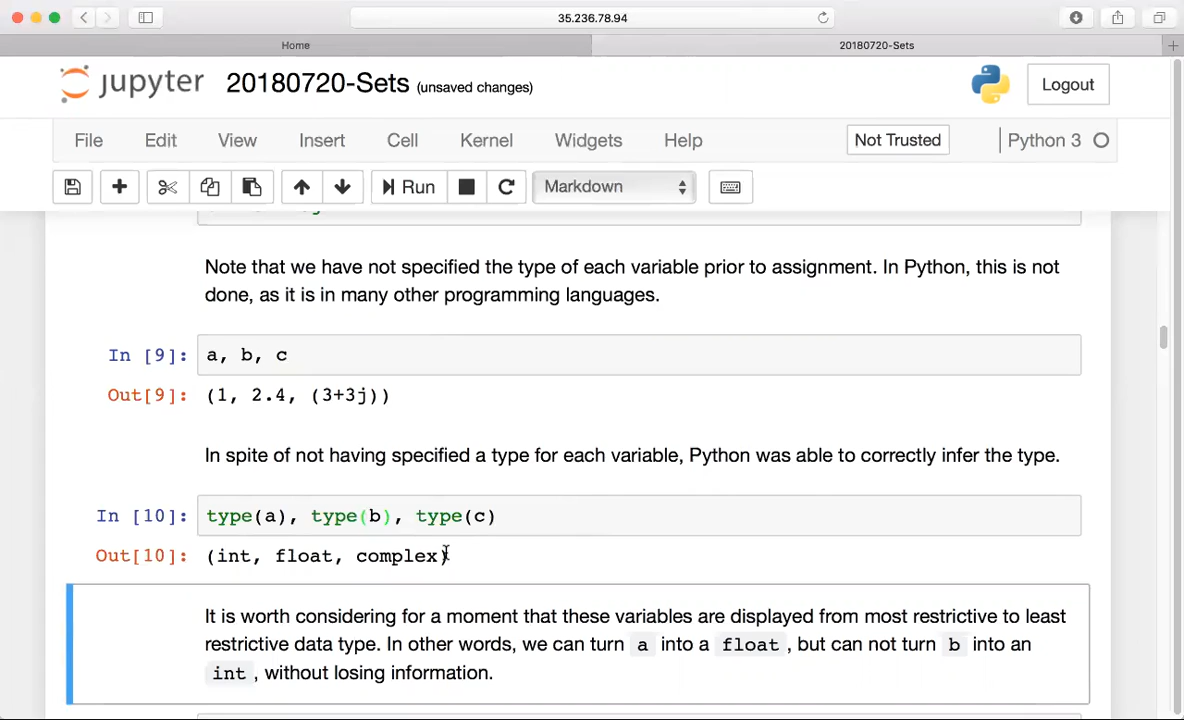 35.236.78.94
Home
20180720-Sets
jupyter 20180720-Sets (unsaved changes)
Logout
File Edit View Insert Cell Kernel Widgets Help Not Trusted Python 3
Run Markdown
Note that we have not specified the type of each variable prior to assignment. In Python, this is not
done, as it is in many other programming languages.
In [9]: a, b, c
Out[9]: (1, 2.4, (3+3j))
In spite of not having specified a type for each variable, Python was able to correctly infer the type.
In [10]: type(a), type(b), type(c)
Out[10]: (int, float, complex)
It is worth considering for a moment that these variables are displayed from most restrictive to least
restrictive data type. In other words, we can turn a into a float, but can not turn b into an
int, without losing information.